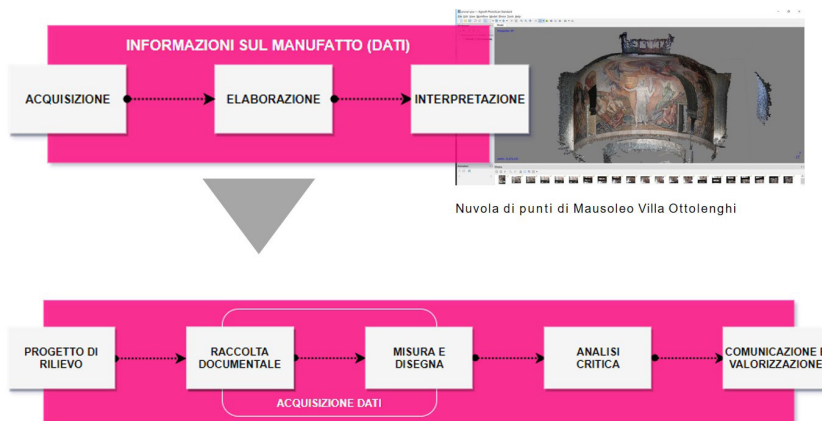 INFORMAZIONI SUL MANUFATTO (DATI)
ACQUISIZIONE
ELABORAZIONE
INTERPRETAZIONE
Nuvola di punti di Mausoleo Villa Ottolenghi
PROGETTO DI
RILIEVO
RACCOLTA
DOCUMENTALE
MISURA E
DISEGNA
ANALISI
CRITICA
COMUNICAZIONE
VALORIZZAZIONE
ACQUISIZIONE DATI